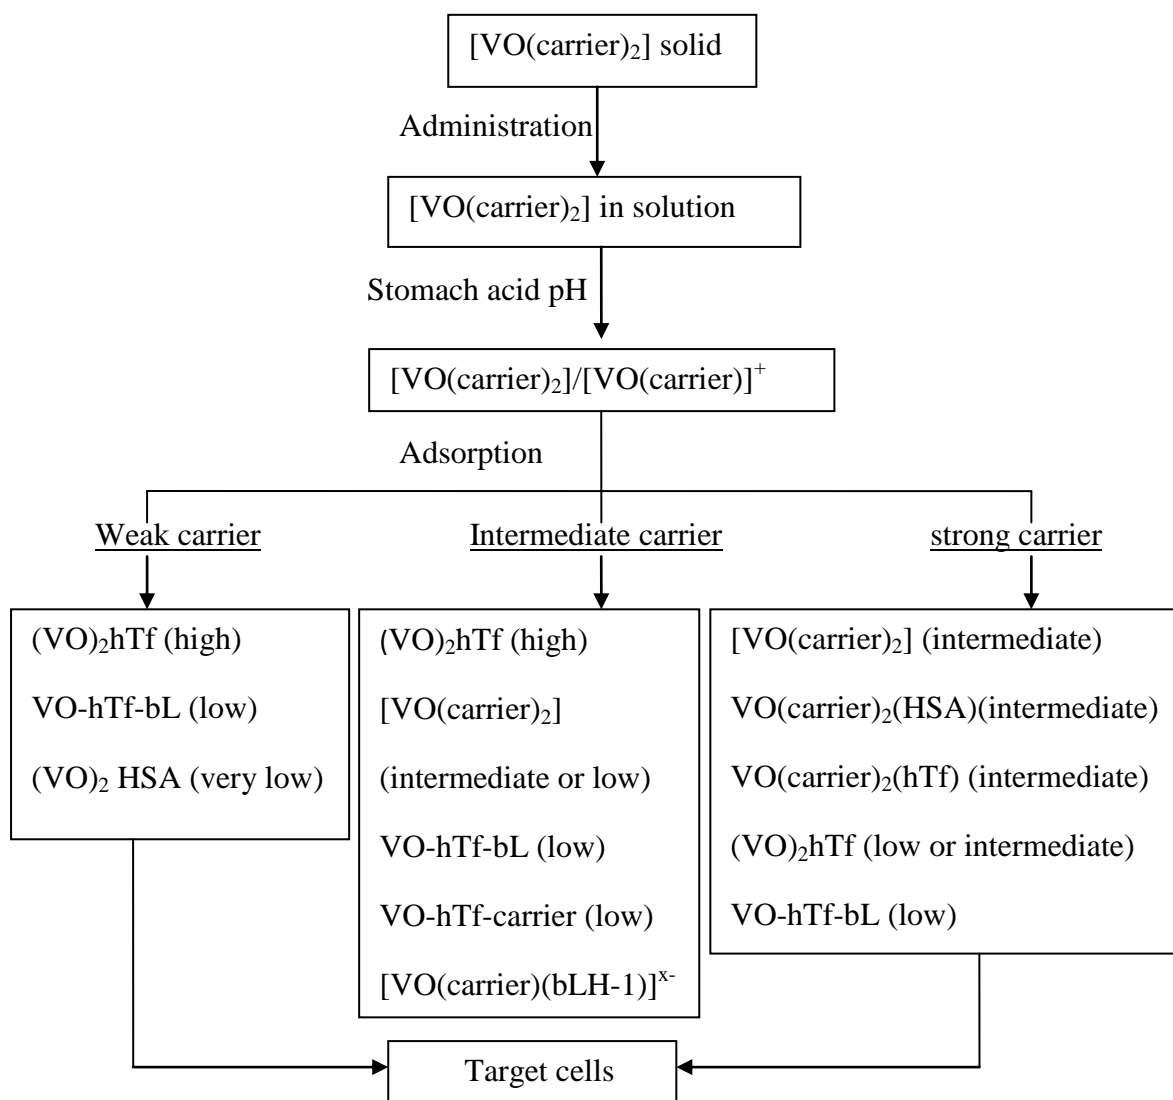 [VO(carrier)₂] solid
Administration
[VO(carrier)₂] in solution
Stomach acid pH
[VO(carrier)₂]/[VO(carrier)]⁺
Adsorption
Weak carrier
Intermediate carrier
strong carrier
(VO)₂hTf (high)
VO-hTf-bL (low)
(VO)₂ HSA (very low)
(VO)₂hTf (high)
[VO(carrier)₂]
(intermediate or low)
VO-hTf-bL (low)
VO-hTf-carrier (low)
[VO(carrier)(bLH-1)]ˣ⁻
[VO(carrier)₂] (intermediate)
VO(carrier)₂(HSA)(intermediate)
VO(carrier)₂(hTf) (intermediate)
(VO)₂hTf (low or intermediate)
VO-hTf-bL (low)
Target cells